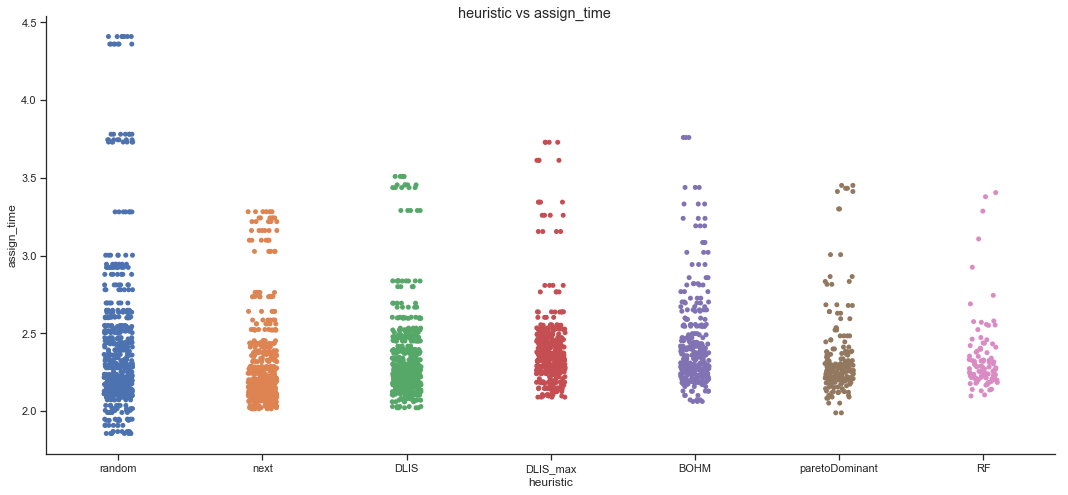 heuristic vs assign_time
4.5
4.0
3.5
3.0
2.5
2.0
assign_time
random next DLIS DLIS_max BOHM paretoDominant RF
heuristic